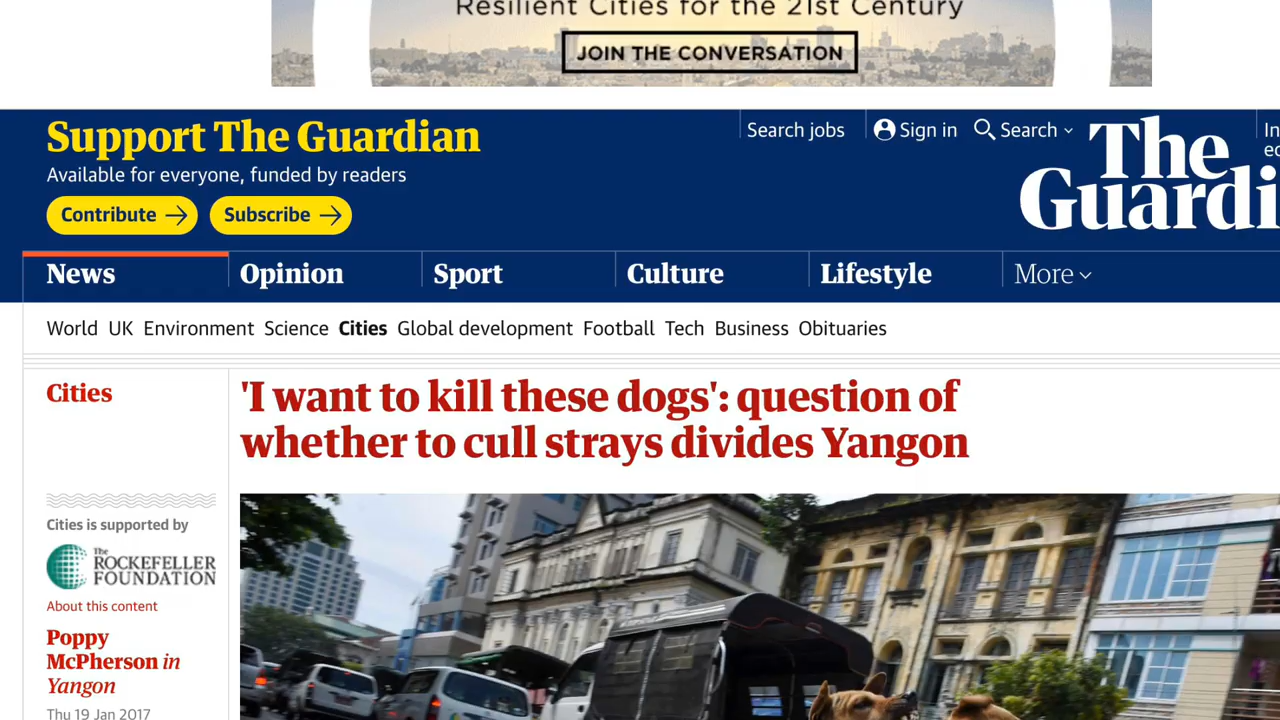 Resilient Cities for the 21st Century
JOIN THE CONVERSATION
Support The Guardian
Available for everyone, funded by readers
Contribute
Subscribe
Search jobs
Sign in
Search
The
Guardi
In
ed
News
Opinion
Sport
Culture
Lifestyle
More
World UK Environment Science Cities Global development Football Tech Business Obituaries
Cities
'I want to kill these dogs': question of
whether to cull strays divides Yangon
Cities is supported by
The
ROCKEFELLER
FOUNDATION
About this content
Poppy
McPherson in
Yangon
Thu 19 Jan 2017